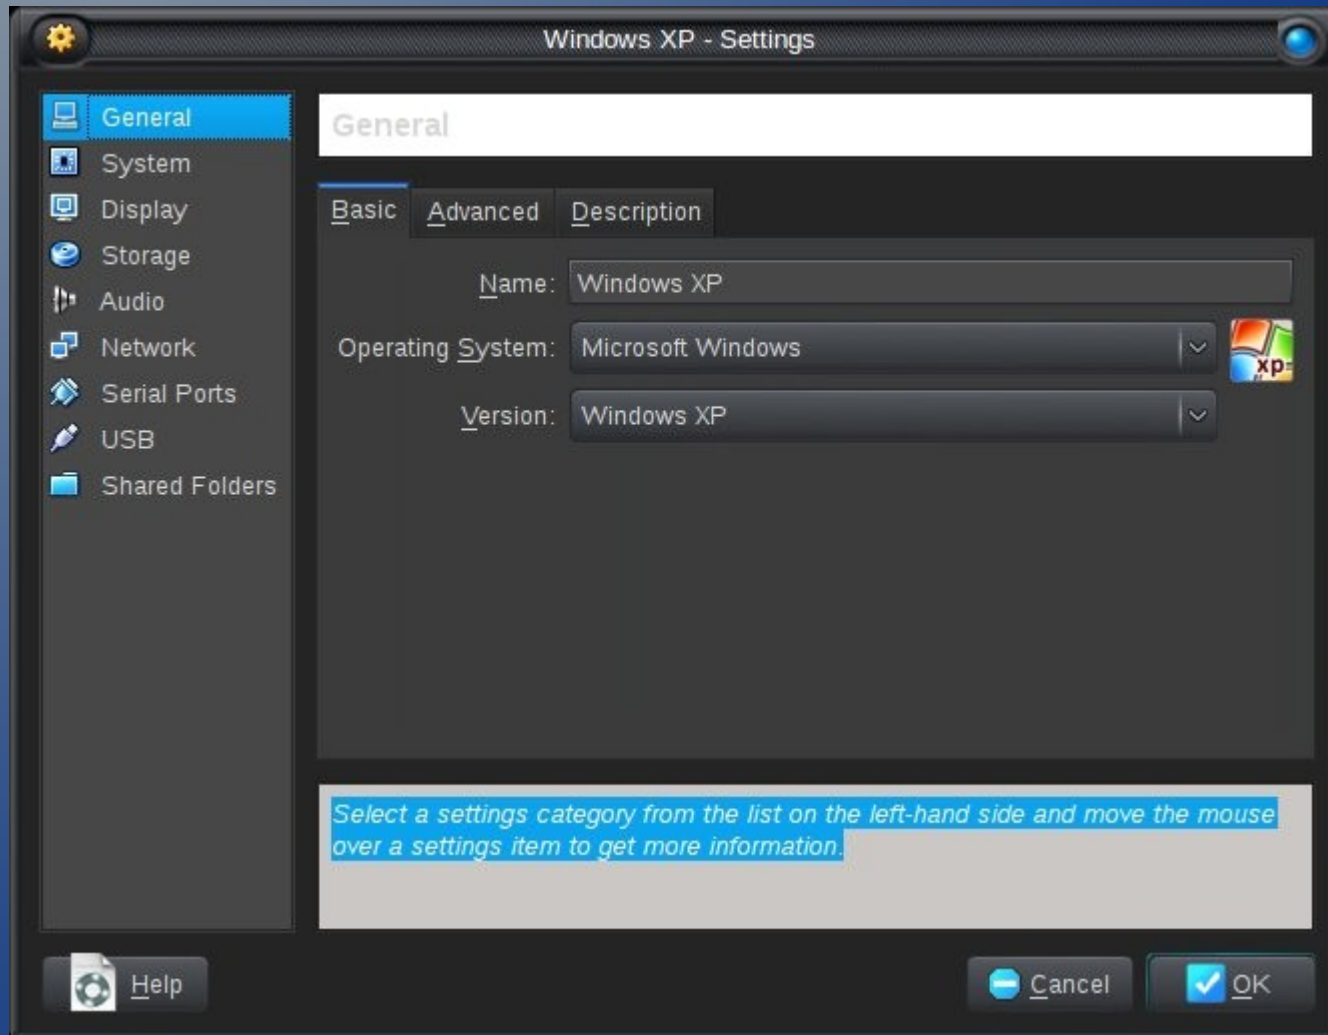 Windows XP - Settings
General
System
Display
Storage
Audio
Network
Serial Ports
USB
Shared Folders
General
Basic Advanced Description
Name: Windows XP
Operating System: Microsoft Windows
xp
Version: Windows XP
Select a settings category from the list on the left-hand side and move the mouse
over a settings item to get more information.
Help
Cancel
OK